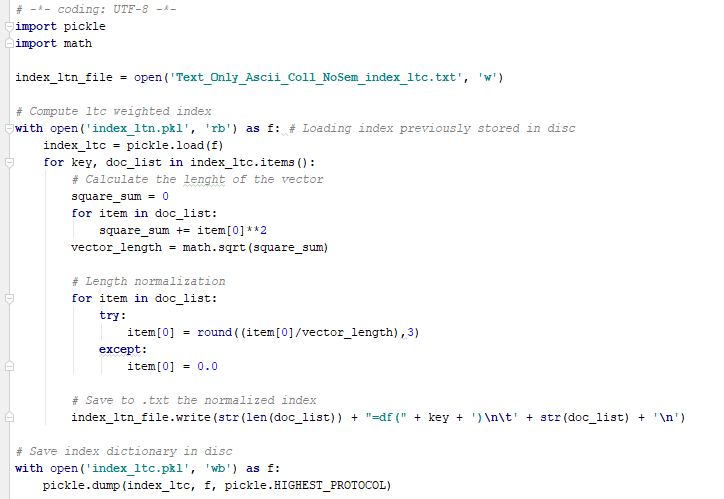 # -*- coding: UTF-8 -*-
import pickle
import math

index_ltn_file = open('Text_Only_Ascii_Coll_NoSem_index_ltc.txt', 'w')

# Compute ltc weighted index
with open('index_ltn.pkl', 'rb') as f: # Loading index previously stored in disc
    index_ltc = pickle.load(f)
    for key, doc_list in index_ltc.items():
        # Calculate the lenght of the vector
        square_sum = 0
        for item in doc_list:
            square_sum += item[0]**2
        vector_length = math.sqrt(square_sum)

        # Length normalization
        for item in doc_list:
            try:
                item[0] = round((item[0]/vector_length),3)
            except:
                item[0] = 0.0

        # Save to .txt the normalized index
        index_ltn_file.write(str(len(doc_list)) + "=df(" + key + ')\n\t' + str(doc_list) + '\n')

# Save index dictionary in disc
with open('index_ltc.pkl', 'wb') as f:
    pickle.dump(index_ltc, f, pickle.HIGHEST_PROTOCOL)